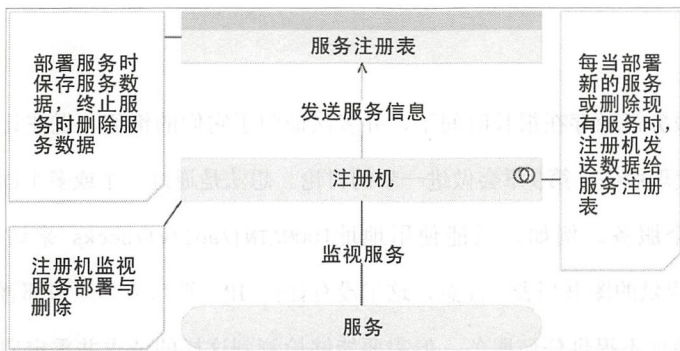 部署服务时
保存服务数
据，终止服
务时删除服
务数据
服务注册表
发送服务信息
注册机
监视服务
服务
注册机监视
服务部署与
删除
每当部署
新的服务
或删除现
有服务时，
注册机发
送数据给
服务注册
表